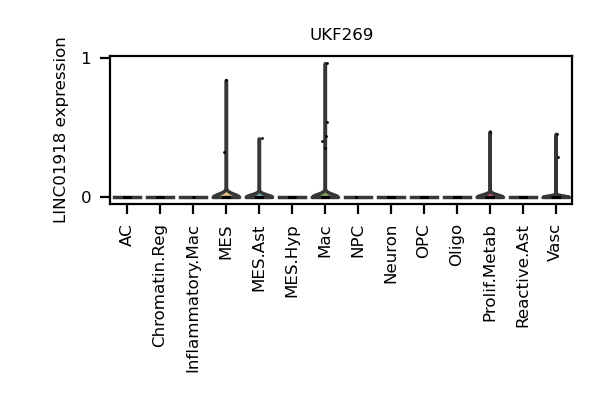 UKF269
LINC01918 expression
1
0
AC
Chromatin.Reg
Inflammatory.Mac
MES
MES.Ast
MES.Hyp
Mac
NPC
Neuron
OPC
Oligo
Prolif.Metab
Reactive.Ast
Vasc